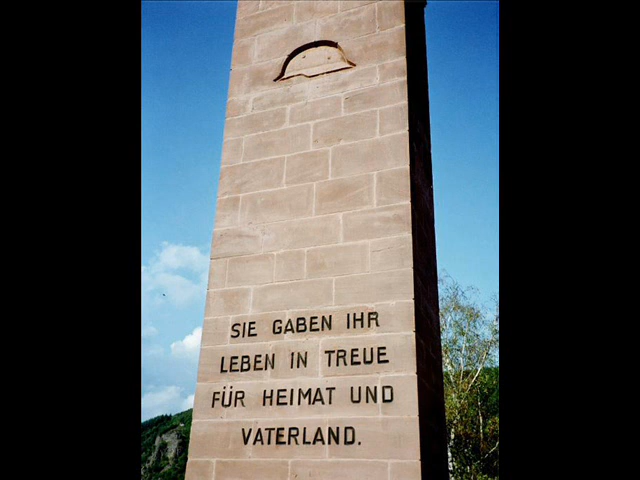 SIE GABEN IHR
LEBEN IN TREUE
FÜR HEIMAT UND
VATERLAND.